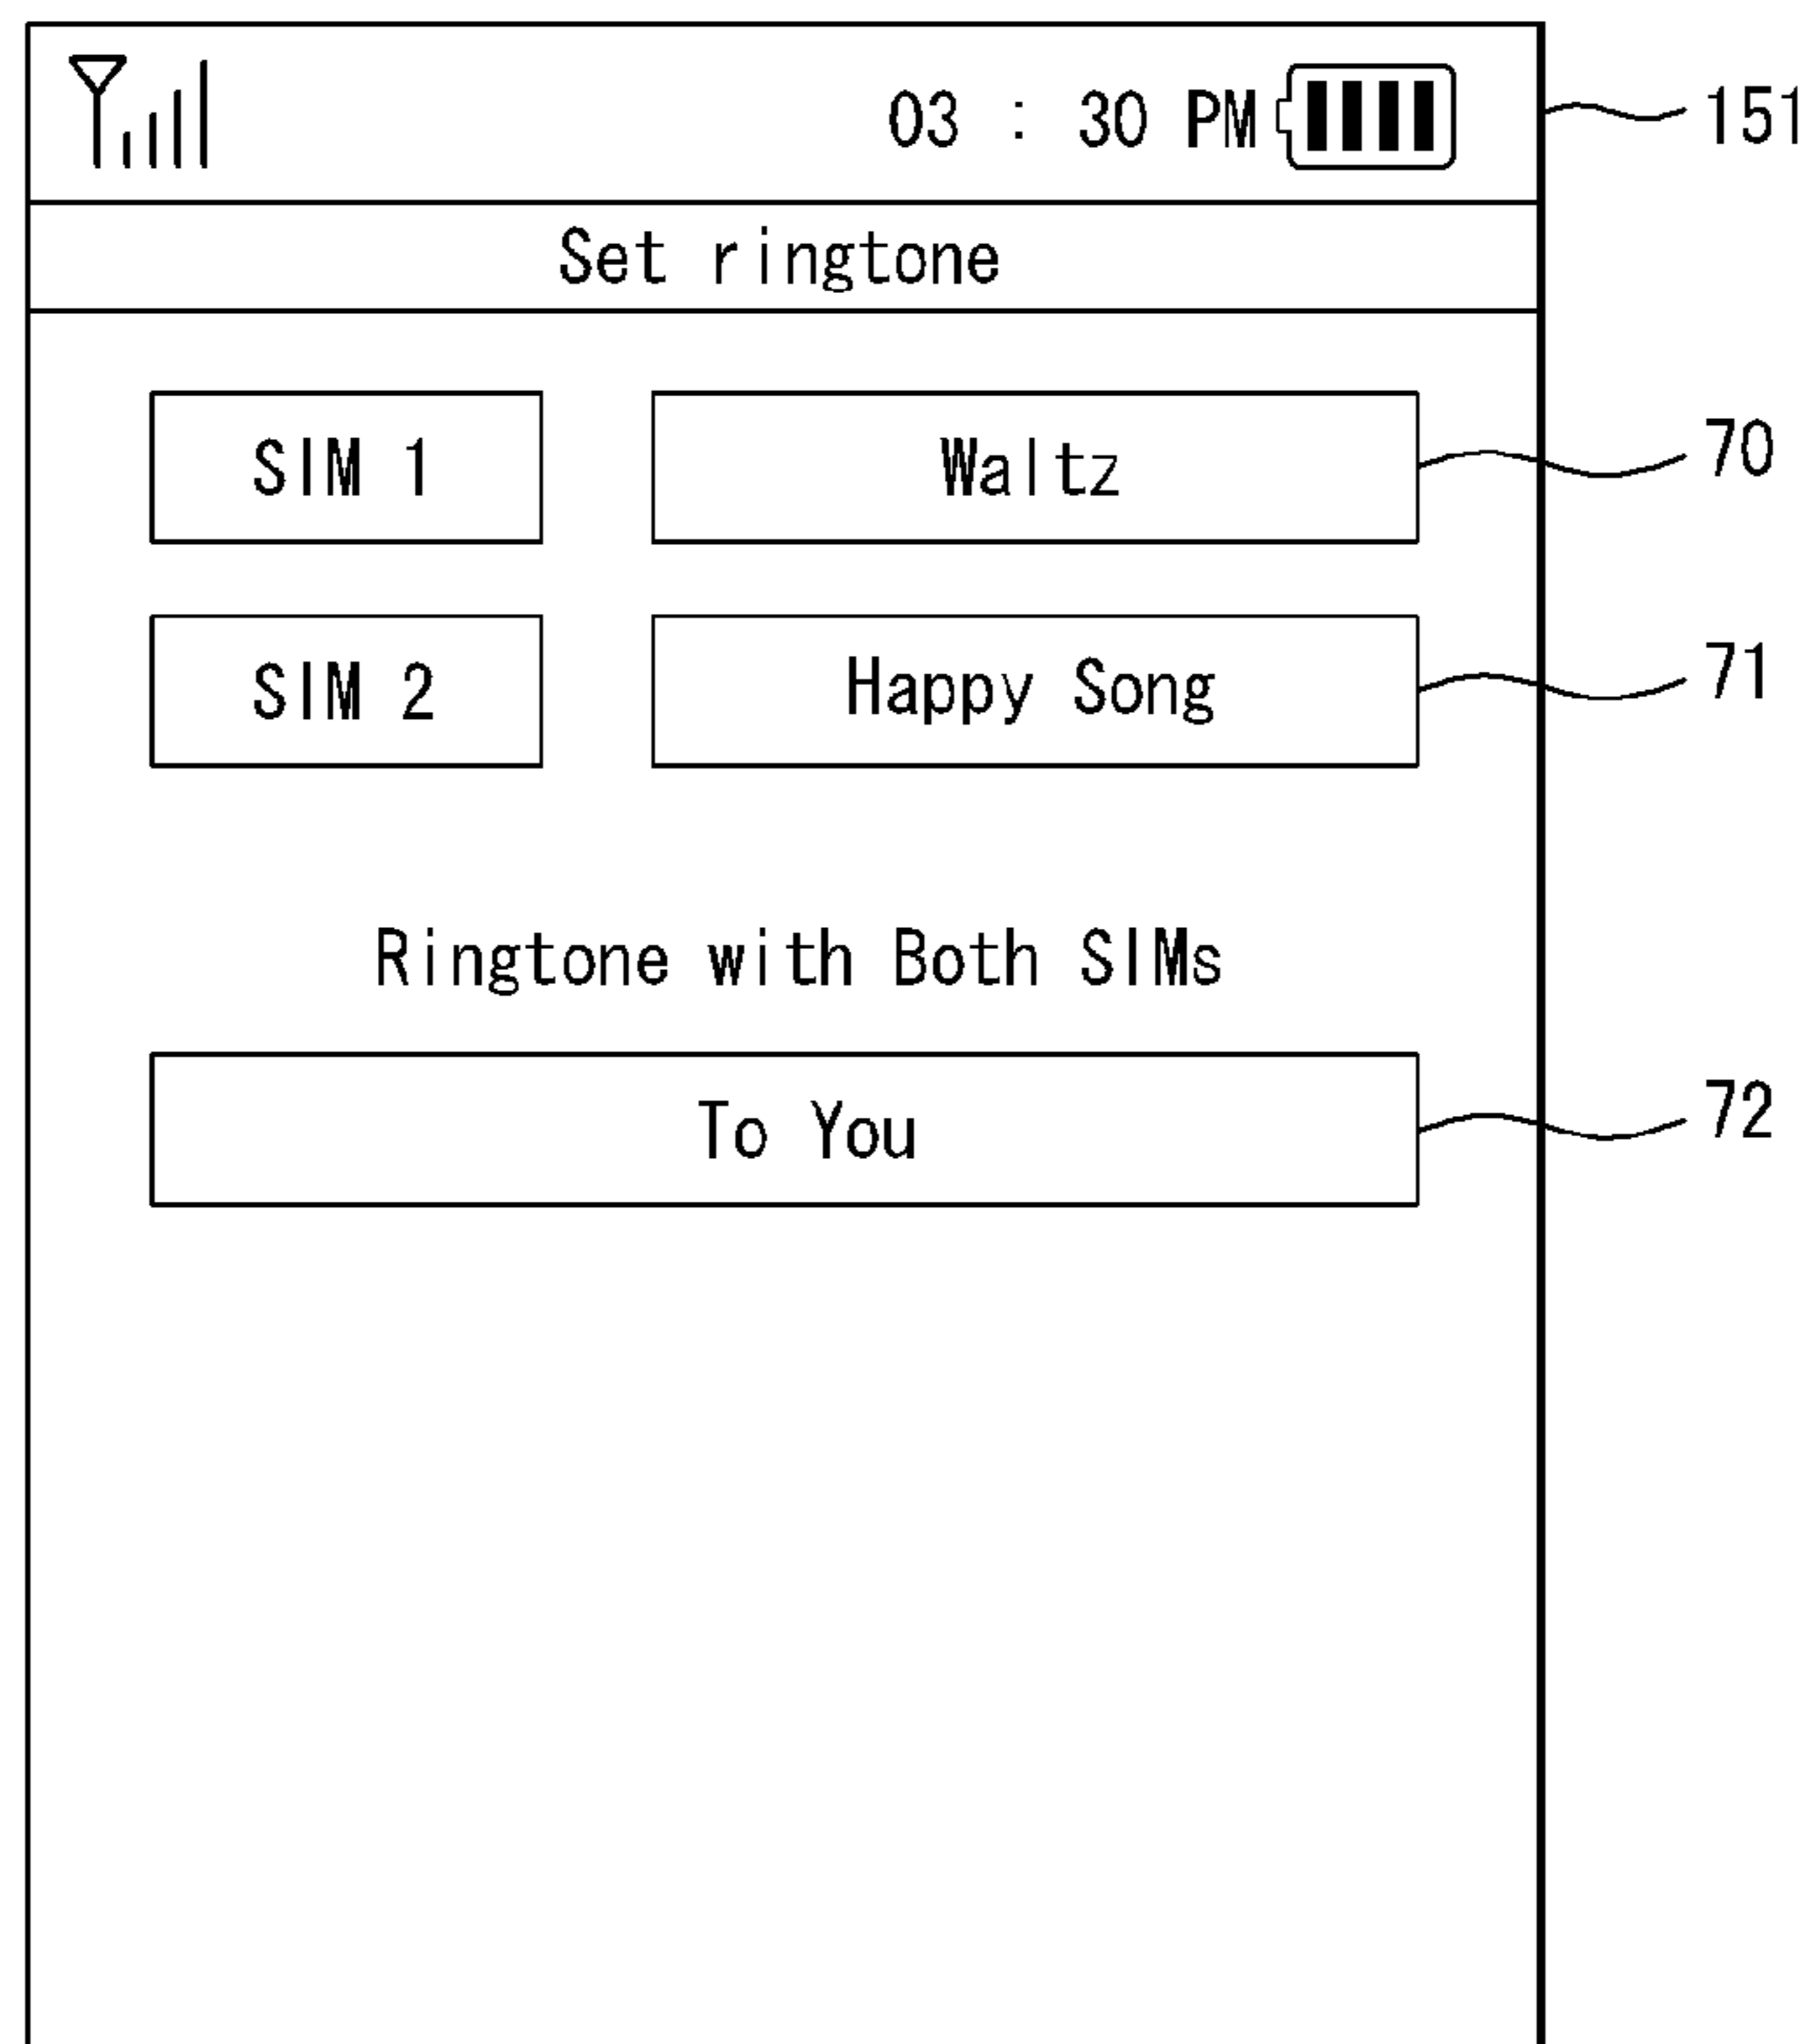 03 : 30 PM 151
Set ringtone
SIM 1 Waltz 70
SIM 2 Happy Song 71
Ringtone with Both SIMs
To You 72